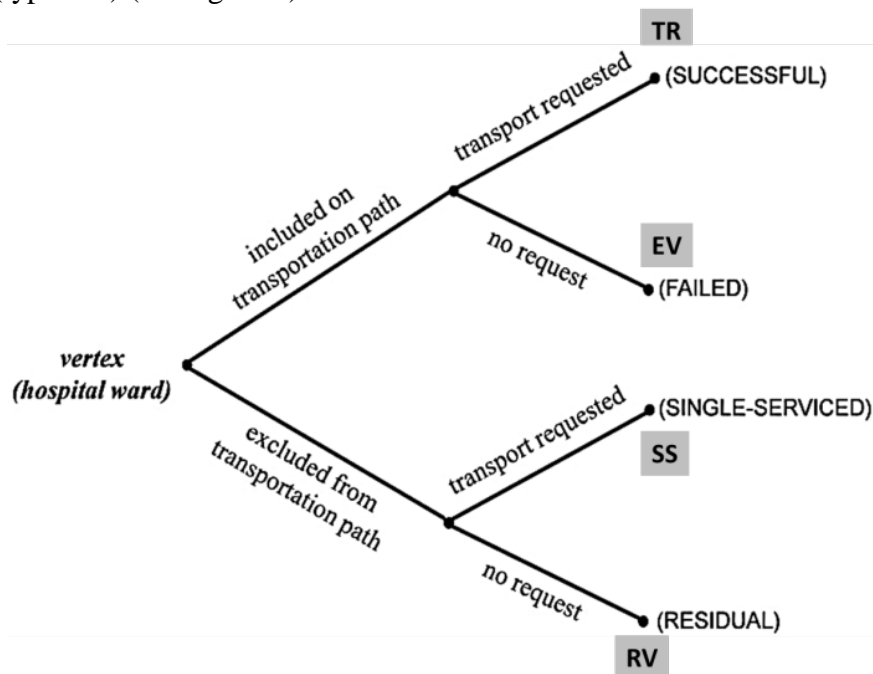 TR
transport requested
(SUCCESSFUL)
included on
transportation path
EV
no request
(FAILED)
vertex
(hospital ward)
transport requested
(SINGLE-SERVICED)
SS
excluded from
transportation path
no request
(RESIDUAL)
RV